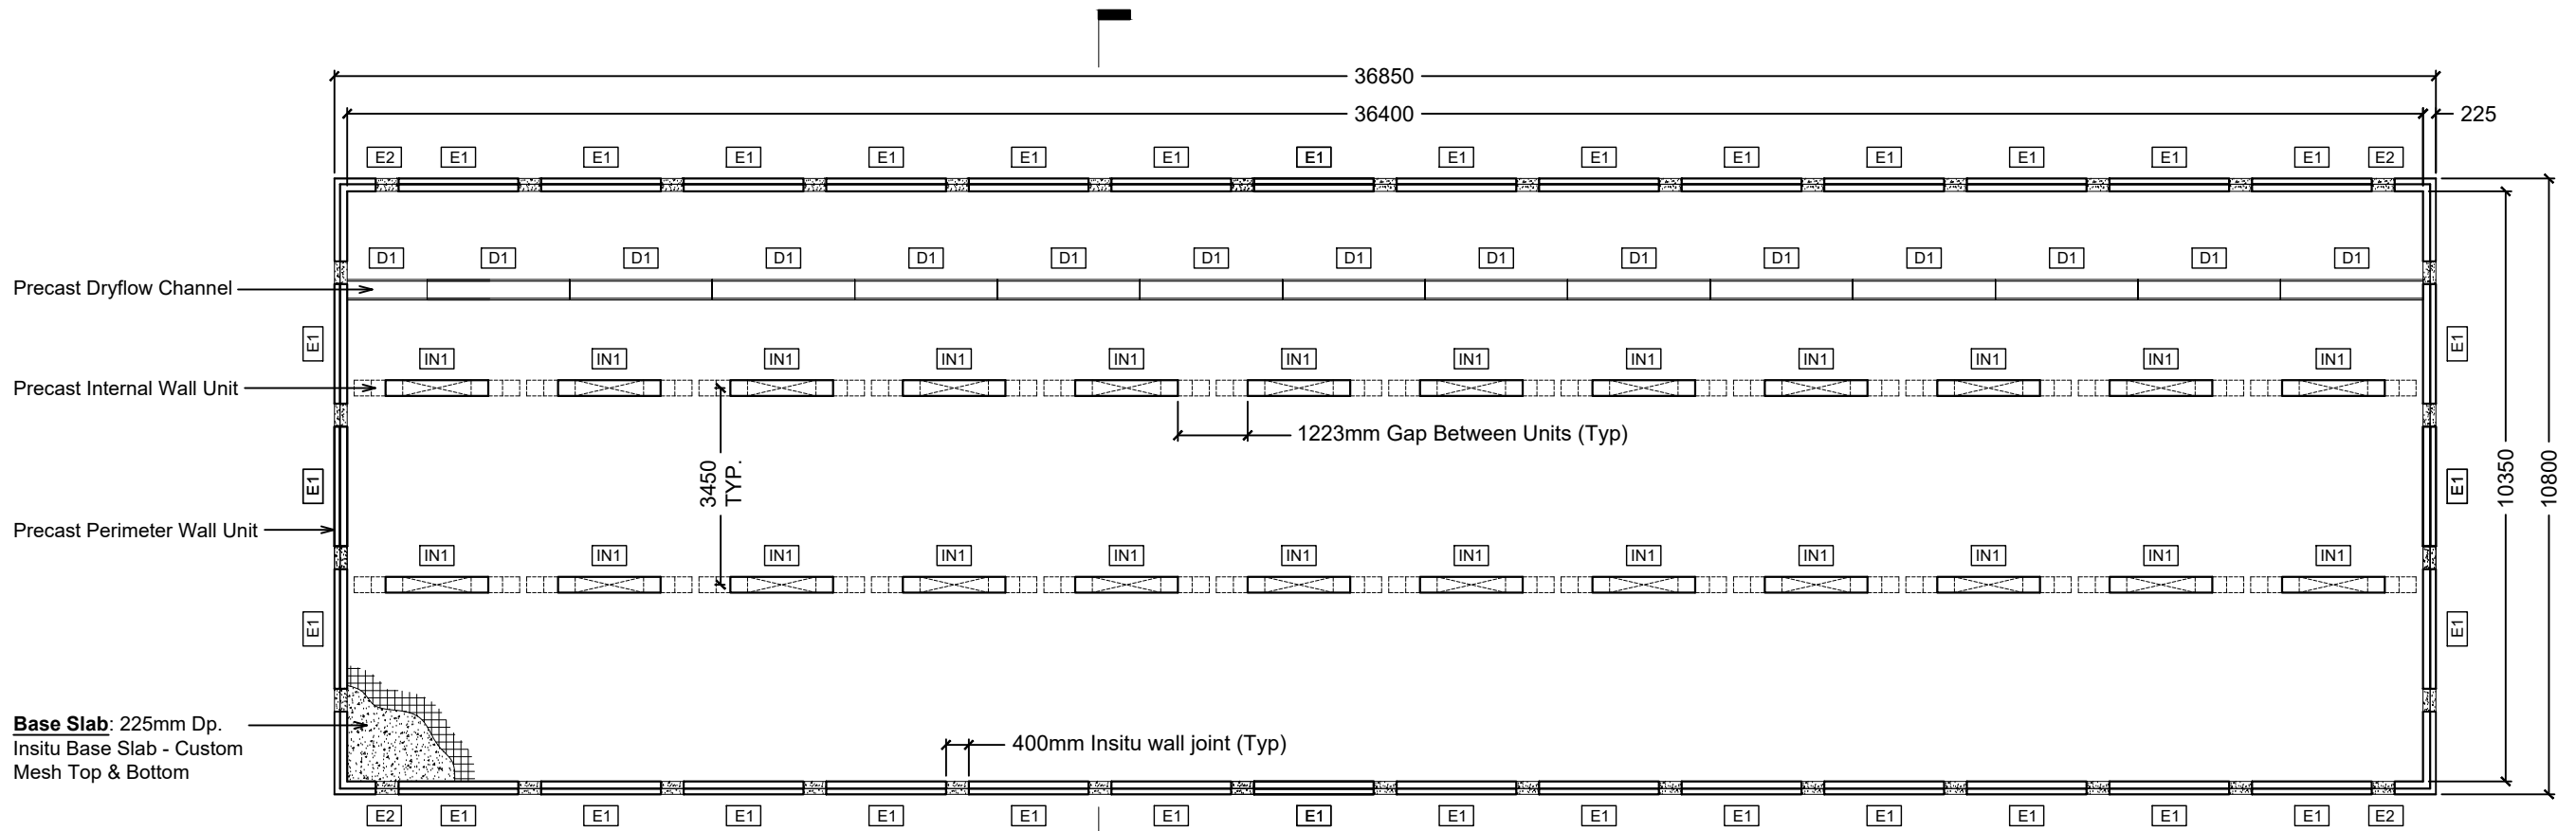 36850
36400
225
E2 E1 E1 E1 E1 E1 E1 E1 E1 E1 E1 E1 E1 E1 E1 E2
D1 D1 D1 D1 D1 D1 D1 D1 D1 D1 D1 D1 D1 D1 D1
Precast Dryflow Channel
E1
E1
IN1 IN1 IN1 IN1 IN1 IN1 IN1 IN1 IN1 IN1 IN1 IN1
Precast Internal Wall Unit
1223mm Gap Between Units (Typ)
3450
TYP.
E1
E1
10350
10800
Precast Perimeter Wall Unit
IN1 IN1 IN1 IN1 IN1 IN1 IN1 IN1 IN1 IN1 IN1 IN1
E1
E1
Base Slab: 225mm Dp.
Insitu Base Slab - Custom
Mesh Top & Bottom
400mm Insitu wall joint (Typ)
E2 E1 E1 E1 E1 E1 E1 E1 E1 E1 E1 E1 E1 E1 E1 E2